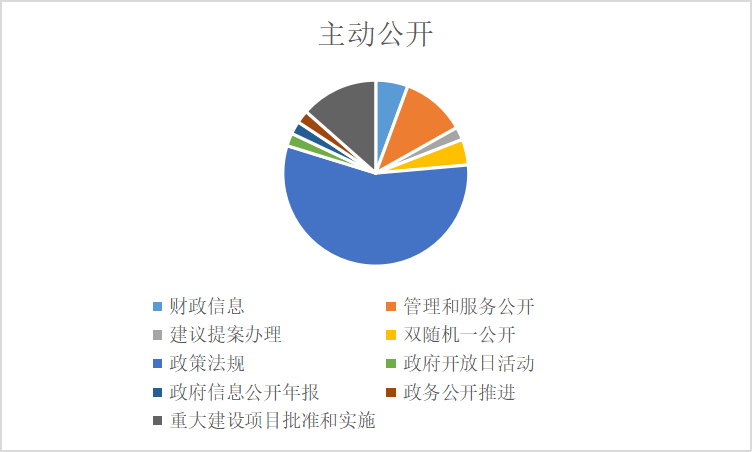 主动公开
财政信息 管理和服务公开
建议提案办理 双随机一公开
政策法规 政府开放日活动
政府信息公开年报 政务公开推进
重大建设项目批准和实施